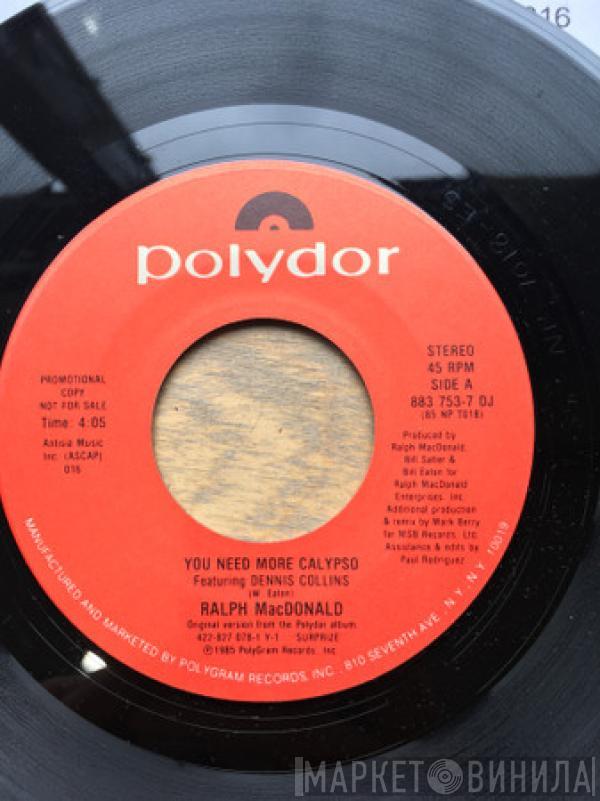 016
polydor
STEREO
45 RPM
SIDE A
883 753-7 DJ
(85 NP 7018)
PROMOTIONAL
COPY
NOT FOR SALE
Time: 4:05
Antisia Music
Inc. (ASCAP)
016
Produced by
Ralph MacDonald,
Bill Salter &
Bill Eaton for
Ralph MacDonald
Enterprises, Inc.
Additional production
& remix by Mark Berry
for MSB Records, Ltd.
Assistance & edits by
Paul Rodriguez
YOU NEED MORE CALYPSO
Featuring DENNIS COLLINS
(W. Eaton)
RALPH MacDONALD
Original version from the Polydor album
422-827 078-1 Y-1 SURPRIZE
℗1985 PolyGram Records, Inc.
MANUFACTURED AND MARKETED BY POLYGRAM RECORDS, INC., 810 SEVENTH AVE., N.Y., N.Y. 10019
МАРКЕТ ВИНИЛА